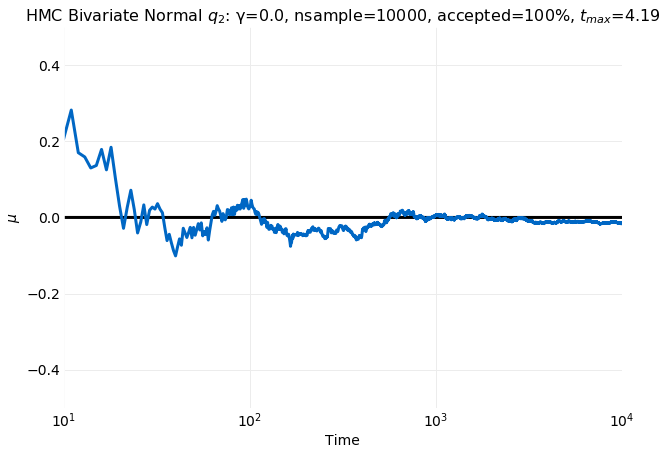 HMC Bivariate Normal q₂: γ=0.0, nsample=10000, accepted=100%, tₘₐₓ=4.19
0.4
0.2
0.0
−0.2
−0.4
μ
10¹ 10² 10³ 10⁴
Time